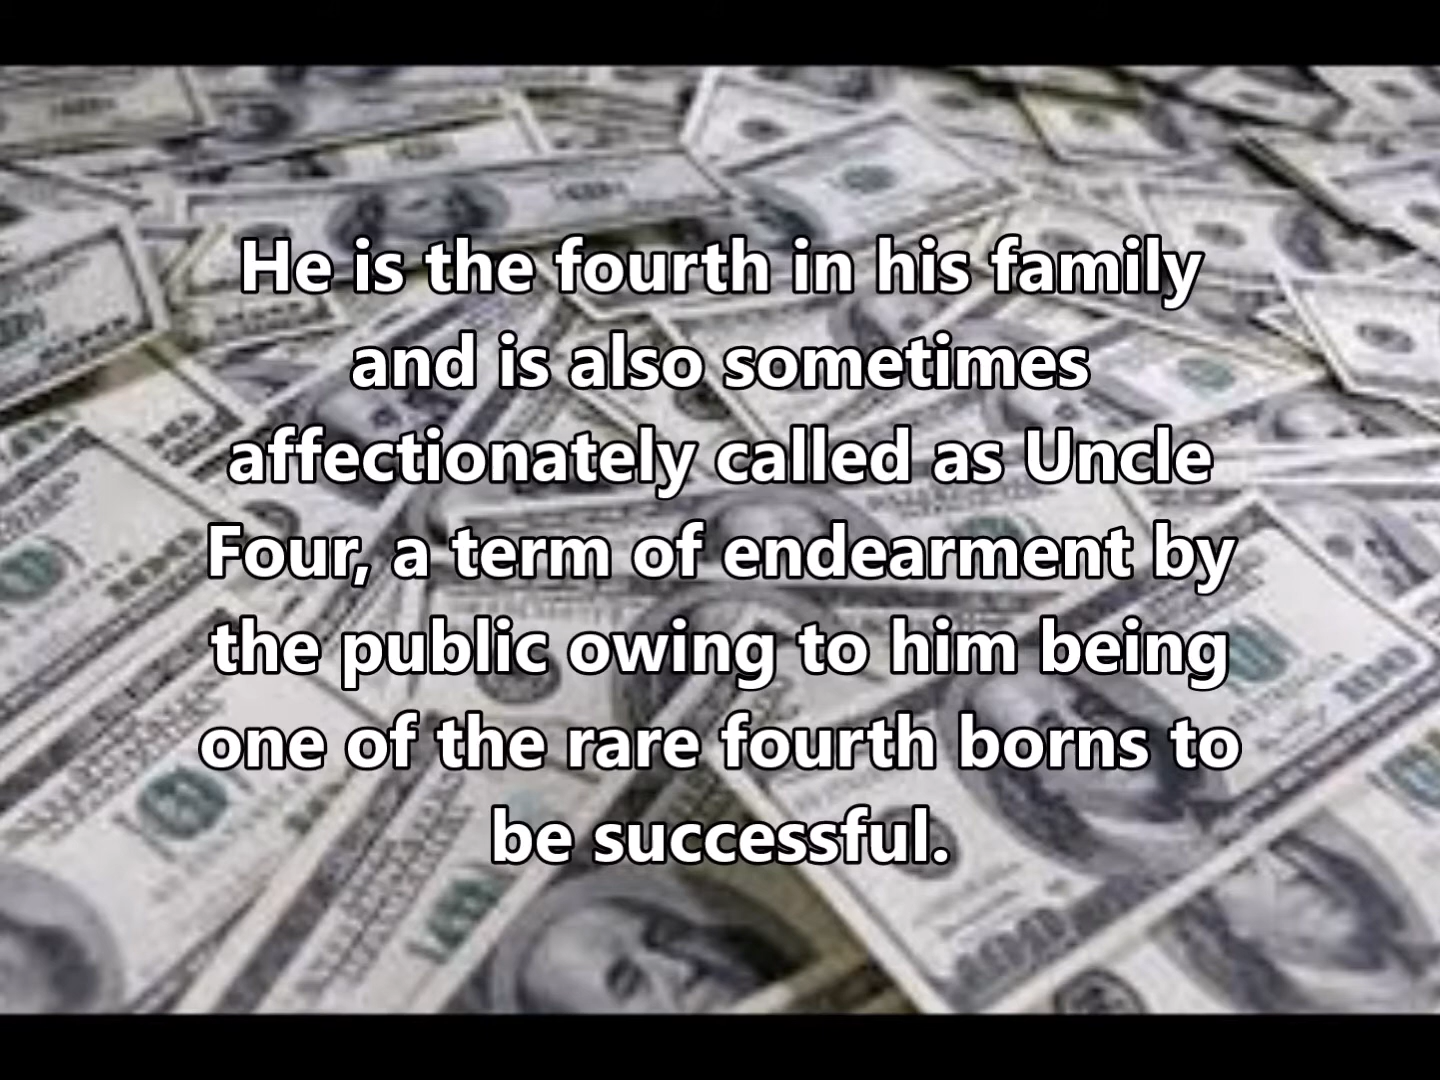 He is the fourth in his family
and is also sometimes
affectionately called as Uncle
Four, a term of endearment by
the public owing to him being
one of the rare fourth borns to
be successful.